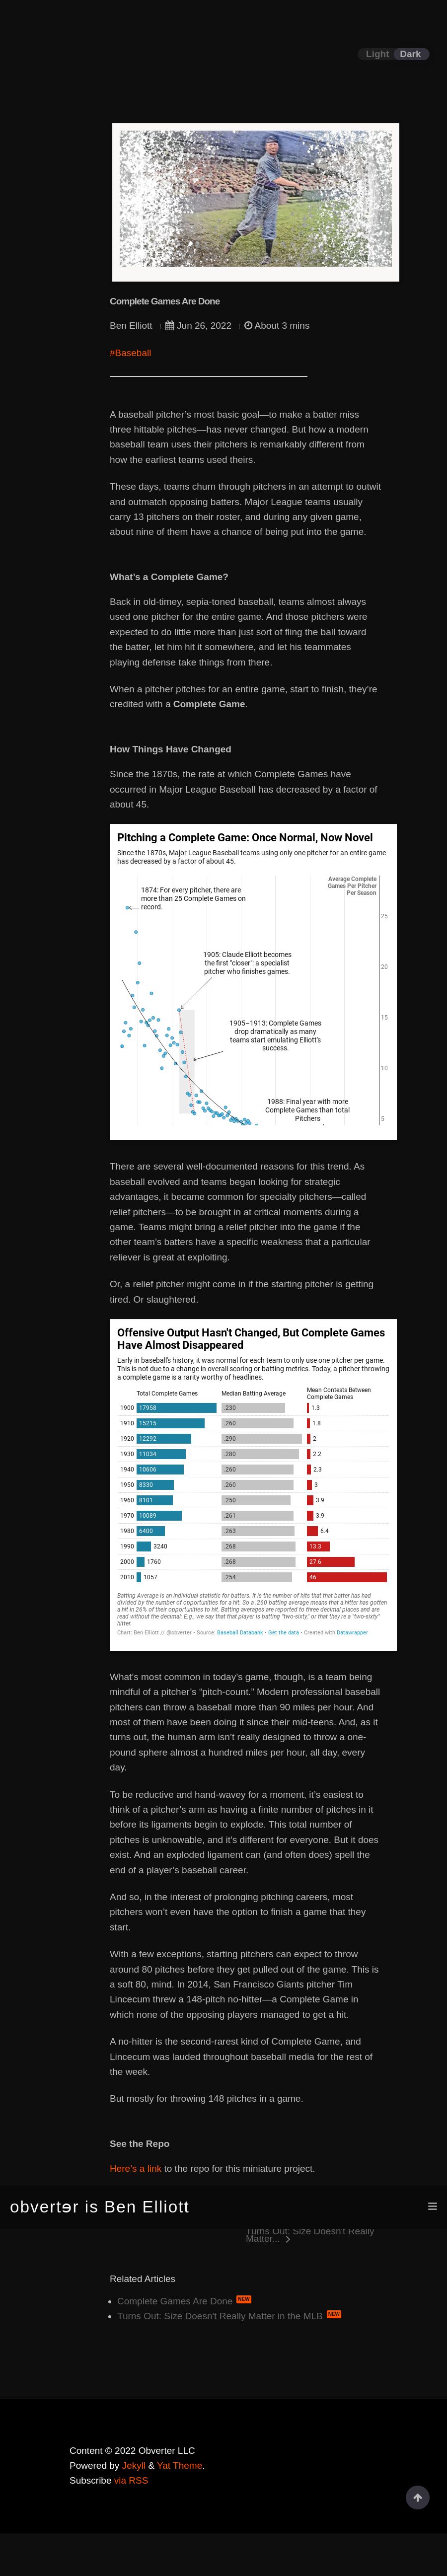 Light Dark
Complete Games Are Done
Ben Elliott Jun 26, 2022 About 3 mins
#Baseball
A baseball pitcher's most basic goal—to make a batter miss
three hittable pitches—has never changed. But how a modern
baseball team uses their pitchers is remarkably different from
how the earliest teams used theirs.
These days, teams churn through pitchers in an attempt to outwit
and outmatch opposing batters. Major League teams usually
carry 13 pitchers on their roster, and during any given game,
about nine of them have a chance of being put into the game.
What's a Complete Game?
Back in old-timey, sepia-toned baseball, teams almost always
used one pitcher for the entire game. And those pitchers were
expected to do little more than just sort of fling the ball toward
the batter, let him hit it somewhere, and let his teammates
playing defense take things from there.
When a pitcher pitches for an entire game, start to finish, they're
credited with a Complete Game.
How Things Have Changed
Since the 1870s, the rate at which Complete Games have
occurred in Major League Baseball has decreased by a factor of
about 45.
Pitching a Complete Game: Once Normal, Now Novel
Since the 1870s, Major League Baseball teams using only one pitcher for an entire game
has decreased by a factor of about 45.
Average Complete
Games Per Pitcher
Per Season
1874: For every pitcher, there are
more than 25 Complete Games on
record.
25
1905: Claude Elliott becomes
the first "closer": a specialist
pitcher who finishes games.
20
15
1905–1913: Complete Games
drop dramatically as many
teams start emulating Elliott's
success.
10
1988: Final year with more
Complete Games than total
Pitchers
5
There are several well-documented reasons for this trend. As
baseball evolved and teams began looking for strategic
advantages, it became common for specialty pitchers—called
relief pitchers—to be brought in at critical moments during a
game. Teams might bring a relief pitcher into the game if the
other team's batters have a specific weakness that a particular
reliever is great at exploiting.
Or, a relief pitcher might come in if the starting pitcher is getting
tired. Or slaughtered.
Offensive Output Hasn't Changed, But Complete Games
Have Almost Disappeared
Early in baseball's history, it was normal for each team to only use one pitcher per game.
This is not due to a change in overall scoring or batting averages. Today, a pitcher throwing
a complete game is a rarity worthy of headlines.
Total Complete Games Median Batting Average Mean Contests Between
Complete Games
1900 17958 .230 1.3
1910 15215 .260 1.8
1920 12292 .290 2
1930 11034 .280 2.2
1940 10606 .260 2.3
1950 8330 .260 3
1960 8101 .250 3.9
1970 10089 .261 3.9
1980 6400 .263 6.4
1990 3240 .268 13.3
2000 1760 .268 27.6
2010 1057 .254 46
Batting Average is an individual statistic for batters. It is the number of hits that that batter has had
divided by the number of opportunities for a hit. So a .260 batting average means that a hitter has gotten
a hit in 26% of their opportunities to hit. Batting averages are reported to three decimal places and are
read without the decimal. E.g., we say that that player is batting "two-sixty," or that they're a "two-sixty"
hitter.
Chart: Ben Elliott // @obverter • Source: Baseball Databank • Get the data • Created with Datawrapper
What's most common in today's game, though, is a team being
mindful of a pitcher's "pitch-count." Modern professional baseball
pitchers can throw a baseball more than 90 miles per hour. And
most of them have been doing it since their mid-teens. And, as it
turns out, the human arm isn't really designed to throw a one-
pound sphere almost a hundred miles per hour, all day, every
day.
To be reductive and hand-wavey for a moment, it's easiest to
think of a pitcher's arm as having a finite number of pitches in it
before its ligaments begin to explode. This total number of
pitches is unknowable, and it's different for everyone. But it does
exist. And an exploded ligament can (and often does) spell the
end of a player's baseball career.
And so, in the interest of prolonging pitching careers, most
pitchers won't even have the option to finish a game that they
start.
With a few exceptions, starting pitchers can expect to throw
around 80 pitches before they get pulled out of the game. This is
a soft 80, mind. In 2014, San Francisco Giants pitcher Tim
Lincecum threw a 148-pitch no-hitter—a Complete Game in
which none of the opposing players managed to get a hit.
A no-hitter is the second-rarest kind of Complete Game, and
Lincecum was lauded throughout baseball media for the rest of
the week.
But mostly for throwing 148 pitches in a game.
See the Repo
Here's a link to the repo for this miniature project.
obvertɘr is Ben Elliott
Turns Out: Size Doesn't Really
Matter...
Related Articles
Complete Games Are Done NEW
Turns Out: Size Doesn't Really Matter in the MLB NEW
Content © 2022 Obverter LLC
Powered by Jekyll & Yat Theme.
Subscribe via RSS